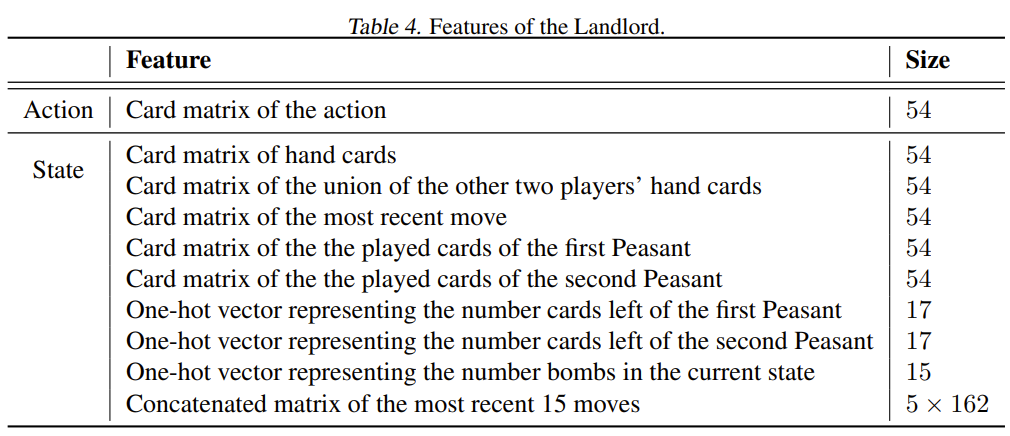 Table 4. Features of the Landlord.
Feature Size
Action Card matrix of the action 54
State Card matrix of hand cards 54
Card matrix of the union of the other two players’ hand cards 54
Card matrix of the most recent move 54
Card matrix of the the played cards of the first Peasant 54
Card matrix of the the played cards of the second Peasant 54
One-hot vector representing the number cards left of the first Peasant 17
One-hot vector representing the number cards left of the second Peasant 17
One-hot vector representing the number bombs in the current state 15
Concatenated matrix of the most recent 15 moves 5 × 162